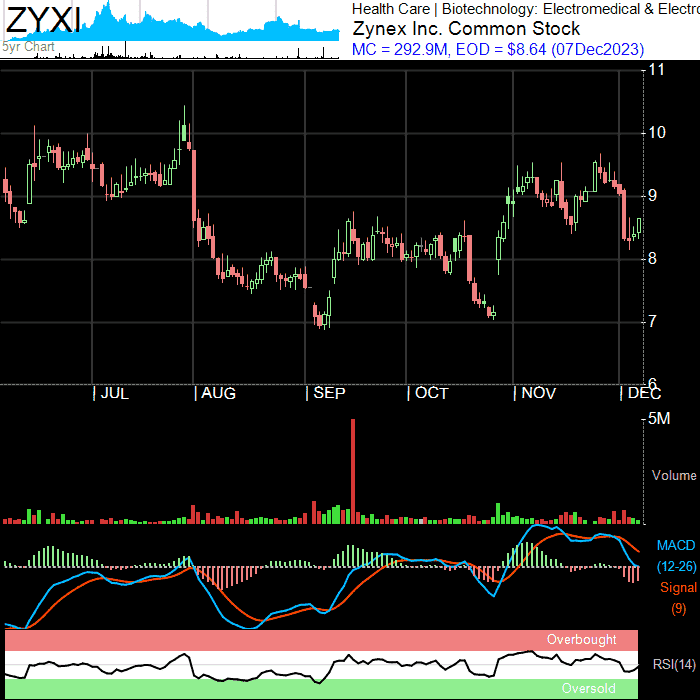 ZYXI
5yr Chart
Health Care | Biotechnology: Electromedical & Electro
Zynex Inc. Common Stock
MC = 292.9M, EOD = $8.64 (07Dec2023)
11
10
9
8
7
6
| JUL | AUG | SEP | OCT | NOV | DEC
5M
Volume
MACD
(12-26)
Signal
(9)
Overbought
RSI(14)
Oversold